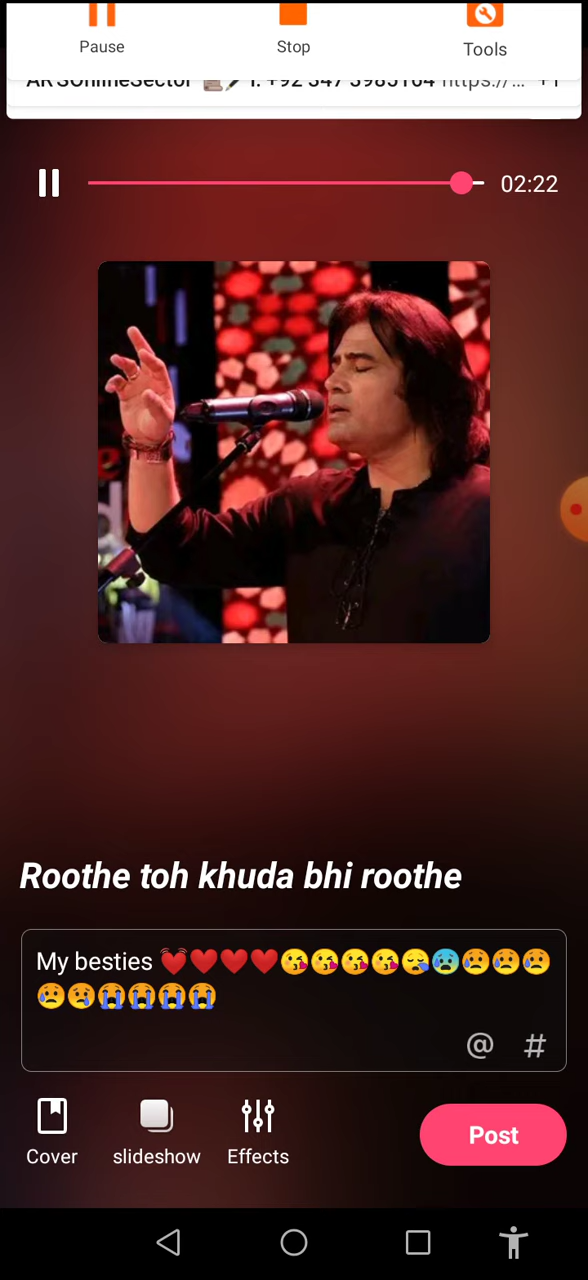 Pause Stop Tools
02:22
Roothe toh khuda bhi roothe
My besties 💓❤️❤️❤️😘😘😘😘😪😰😥😥😥
😥😢😭😭😭😭
@ #
Cover slideshow Effects
Post